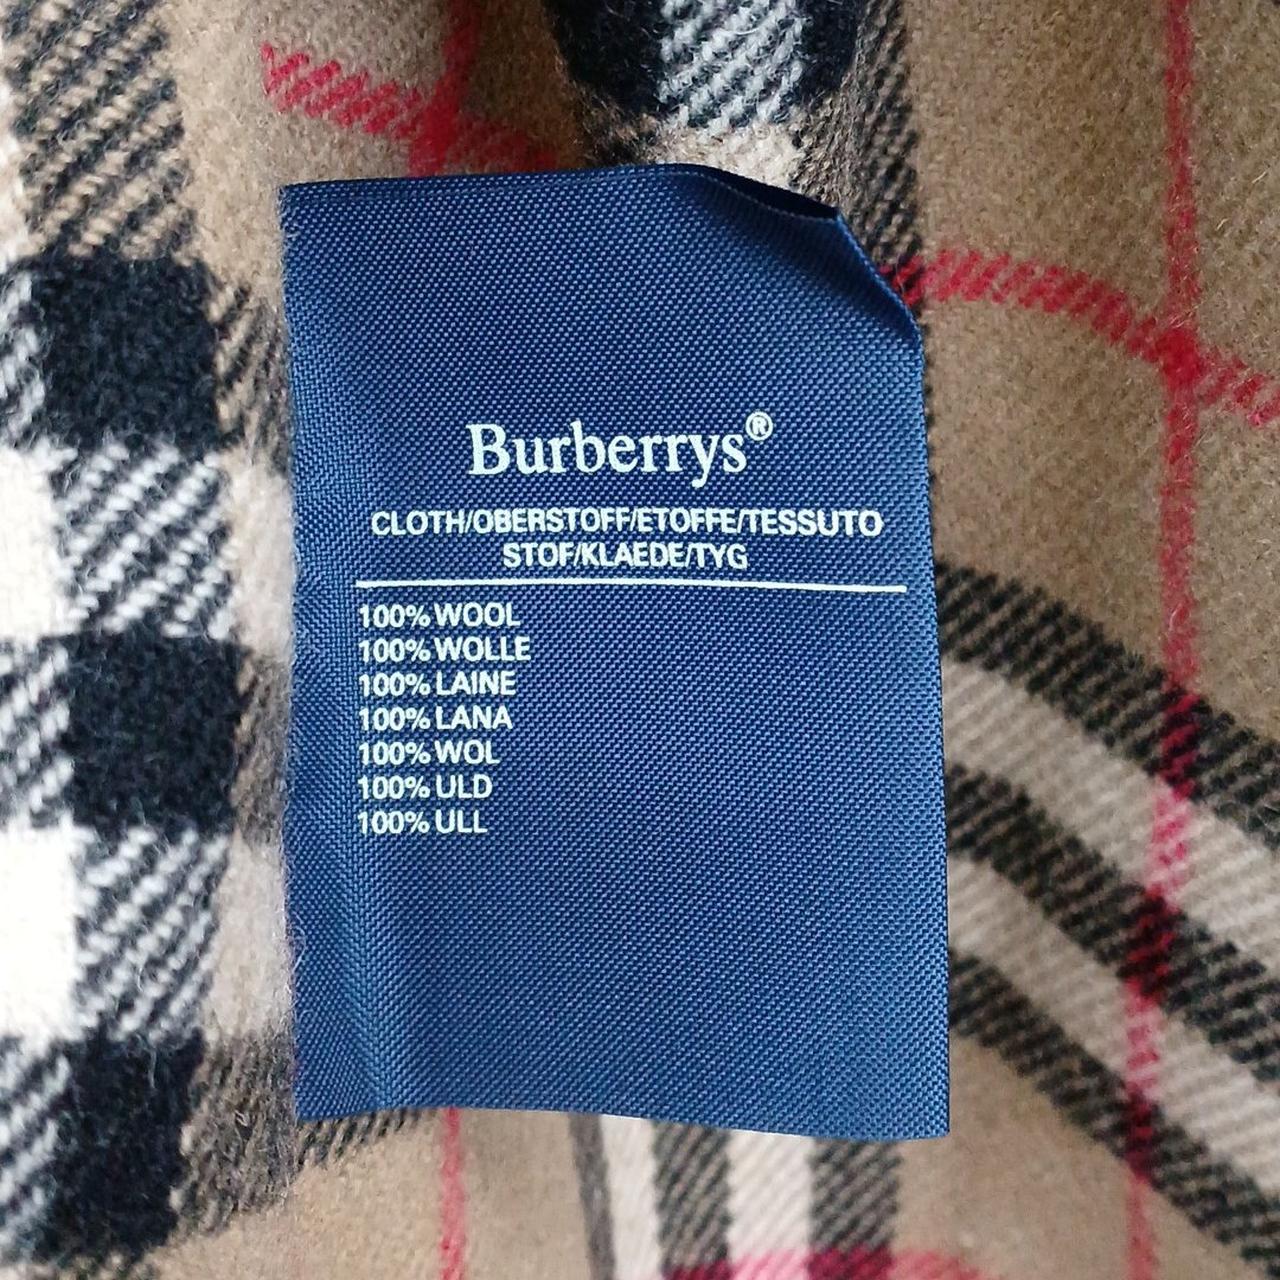 Burberrys®
CLOTH/OBERSTOFF/ETOFFE/TESSUTO
STOF/KLAEDE/TYG
100% WOOL
100% WOLLE
100% LAINE
100% LANA
100% WOL
100% ULD
100% ULL